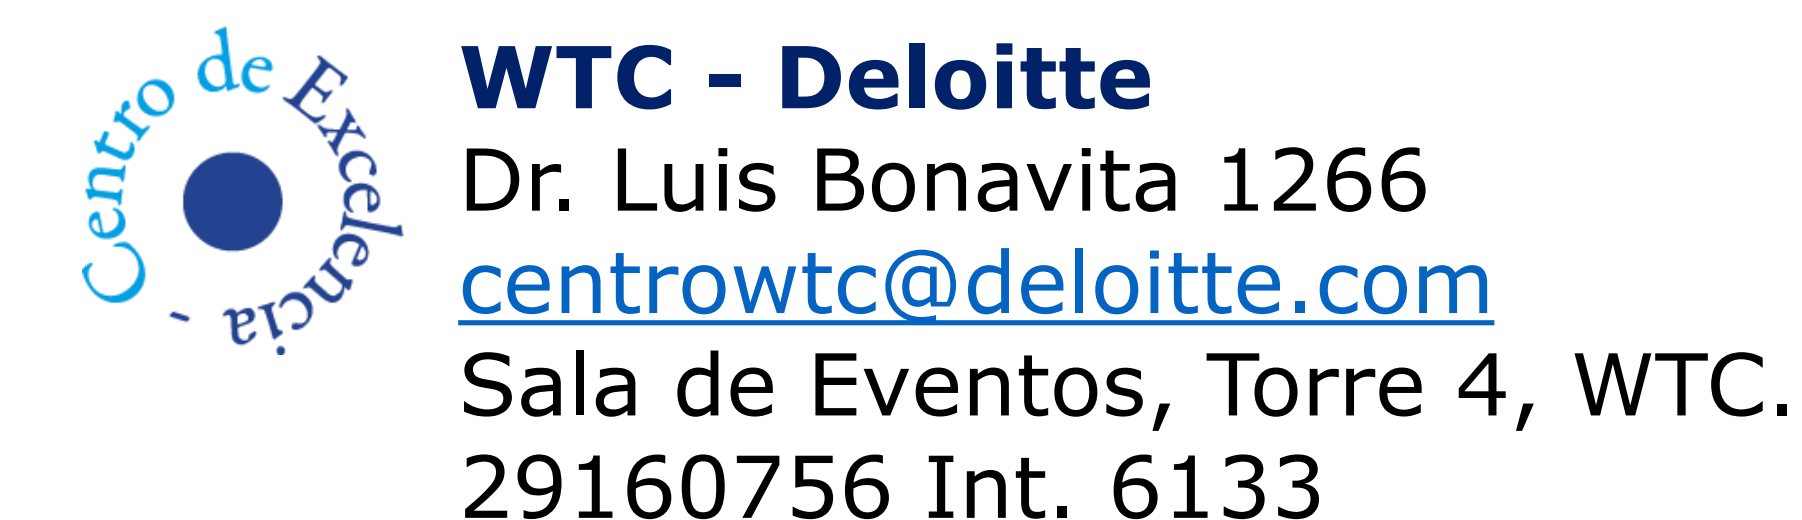 Centro de Excelencia -
WTC - Deloitte
Dr. Luis Bonavita 1266
centrowtc@deloitte.com
Sala de Eventos, Torre 4, WTC.
29160756 Int. 6133